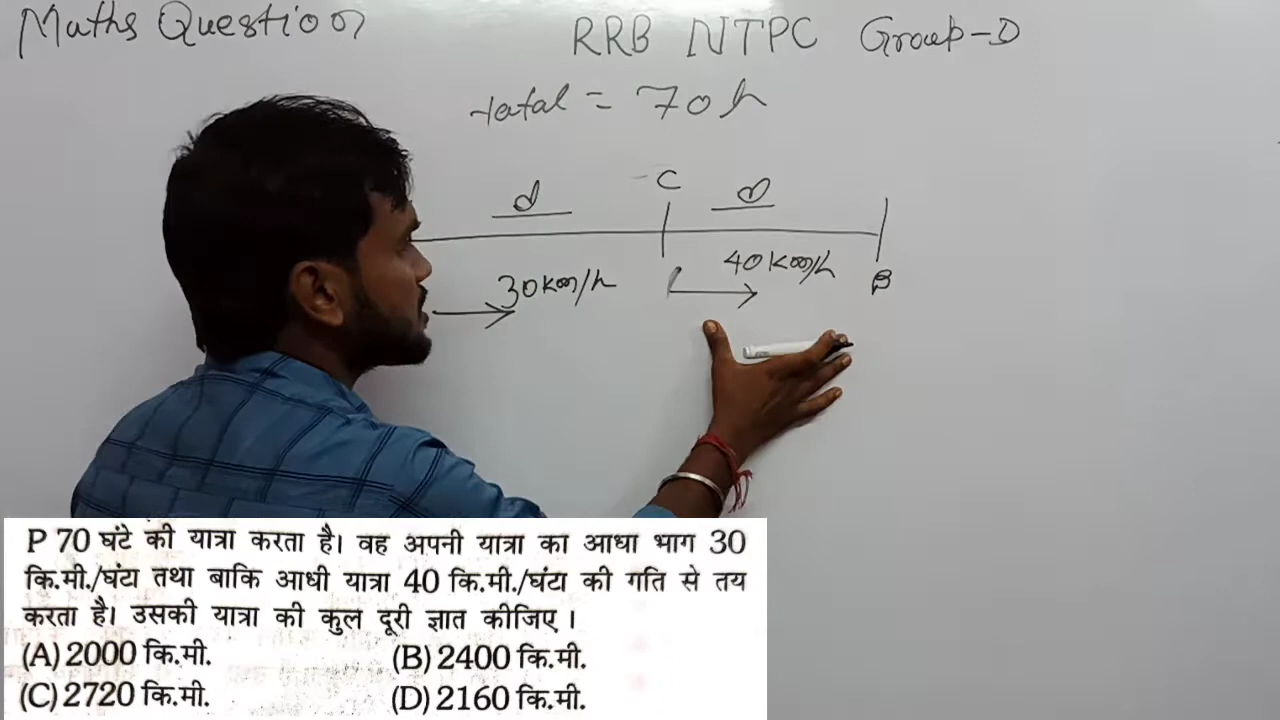 Maths Question
RRB NTPC Group-D
total = 70h
C
d d
30km/h 40km/h
B
P 70 घंटे की यात्रा करता है। वह अपनी यात्रा का आधा भाग 30
कि.मी./घंटा तथा बाकि आधी यात्रा 40 कि.मी./घंटा की गति से तय
करता है। उसकी यात्रा की कुल दूरी ज्ञात कीजिए।
(A) 2000 कि.मी. (B) 2400 कि.मी.
(C) 2720 कि.मी. (D) 2160 कि.मी.